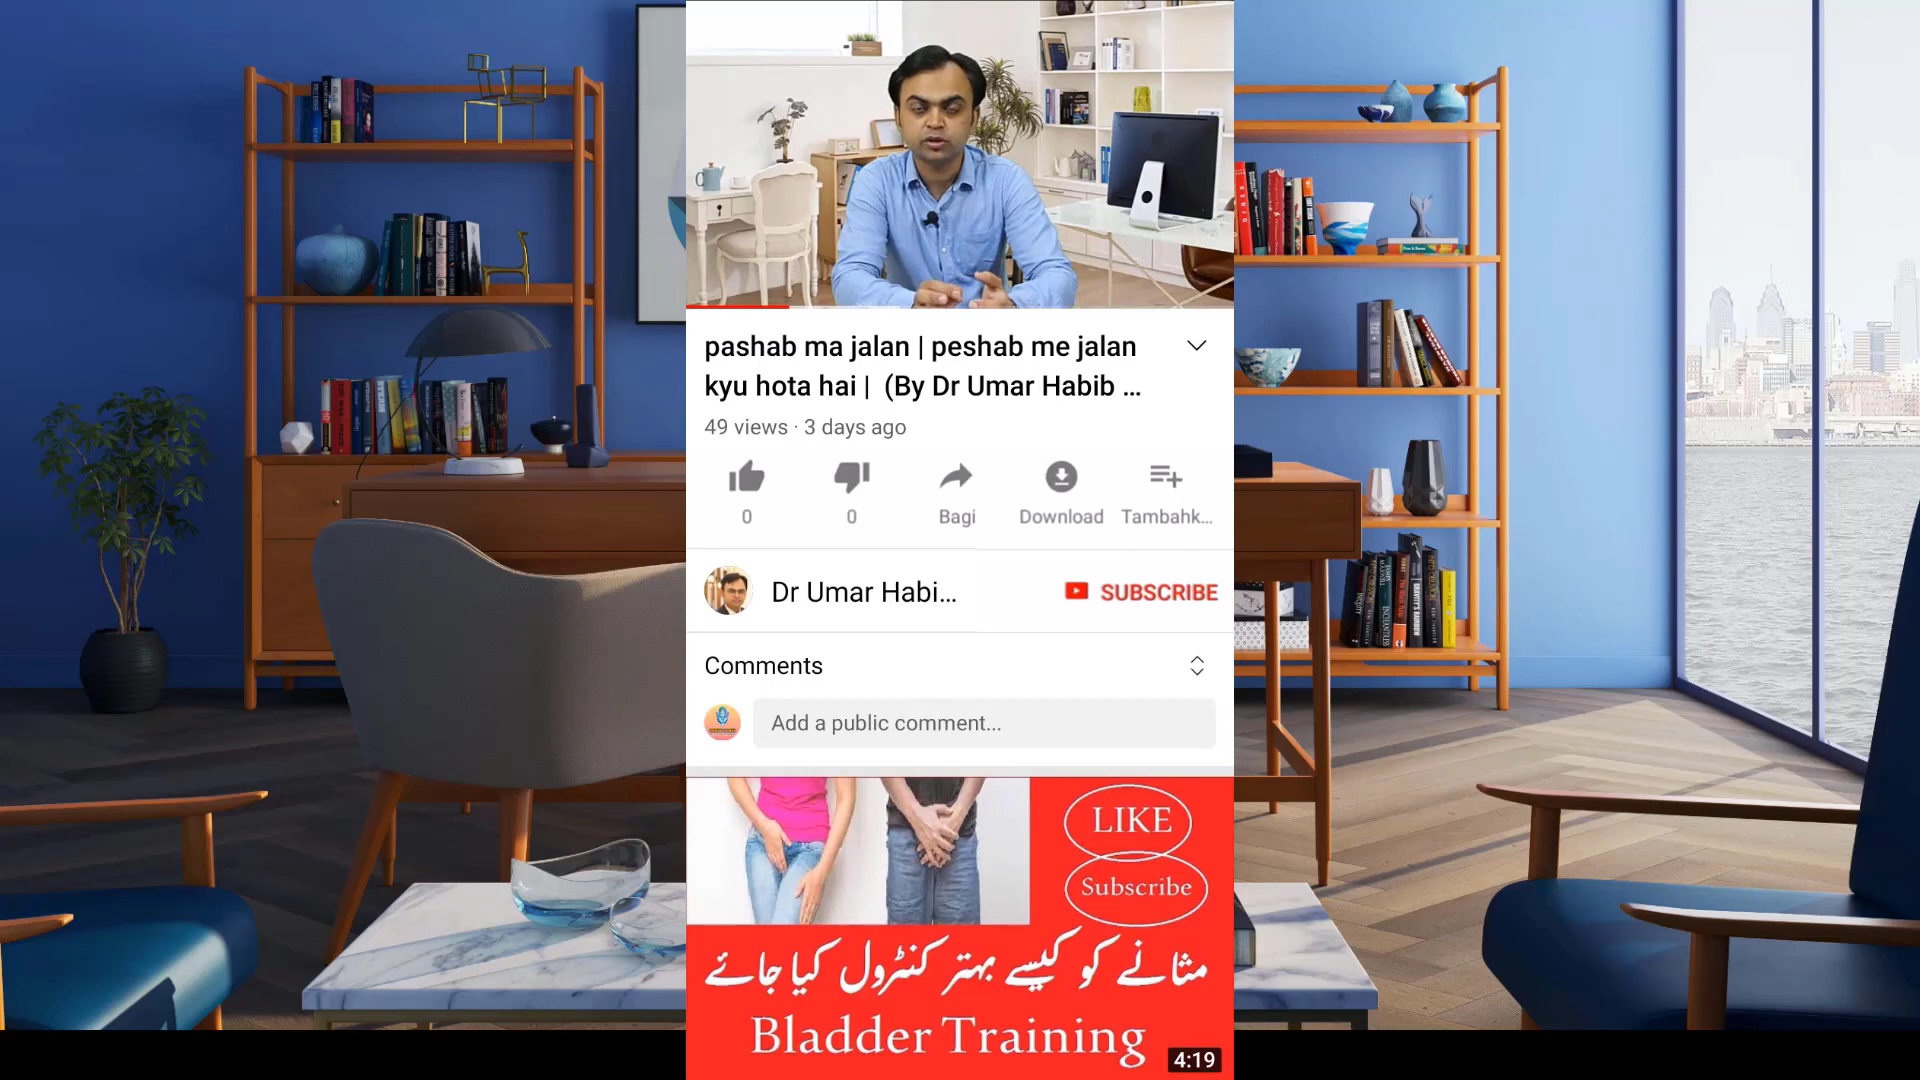 pashab ma jalan | peshab me jalan
kyu hota hai | (By Dr Umar Habib ...
49 views · 3 days ago
0
0
Bagi
Download
Tambahk...
Dr Umar Habi...
SUBSCRIBE
Comments
Add a public comment...
LIKE
Subscribe
مثانے کو کیسے بہتر کنٹرول کیا جائے
Bladder Training
4:19